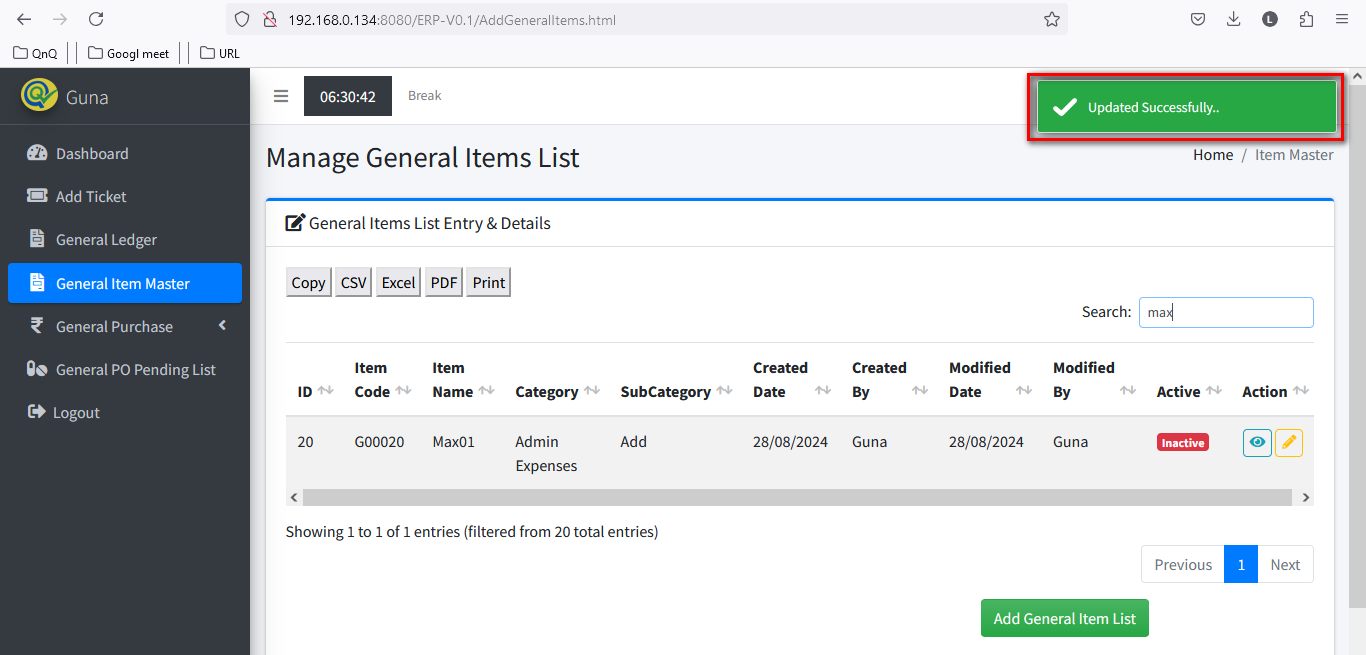 192.168.0.134:8080/ERP-V0.1/AddGeneralItems.html
L
QnQ
Googl meet
URL
Guna
06:30:42
Break
Updated Successfully..
Dashboard
Add Ticket
General Ledger
General Item Master
General Purchase
General PO Pending List
Logout
Manage General Items List
Home / Item Master
General Items List Entry & Details
Copy CSV Excel PDF Print
Search: max
ID Item Code Item Name Category SubCategory Created Date Created By Modified Date Modified By Active Action
20 G00020 Max01 Admin Expenses Add 28/08/2024 Guna 28/08/2024 Guna Inactive
Showing 1 to 1 of 1 entries (filtered from 20 total entries)
Previous 1 Next
Add General Item List